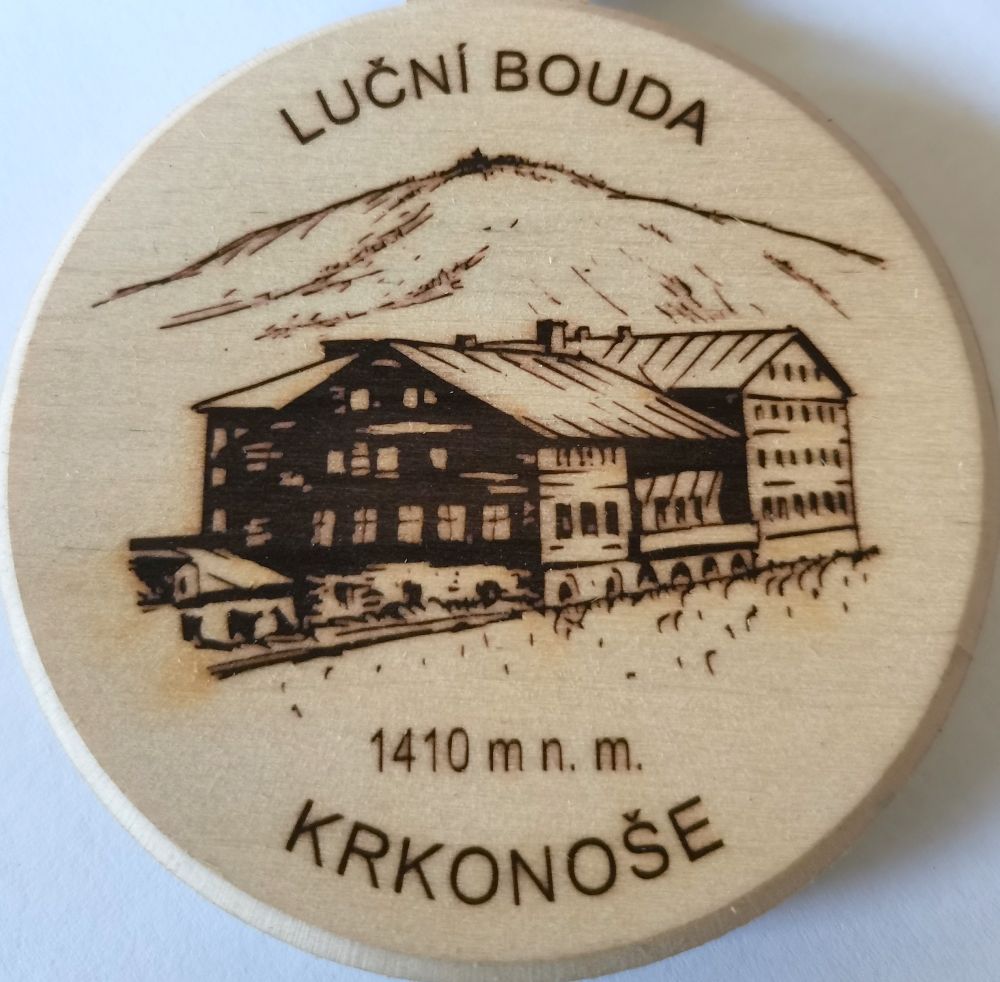 LUČNÍ BOUDA
1410 m n. m.
KRKONOŠE